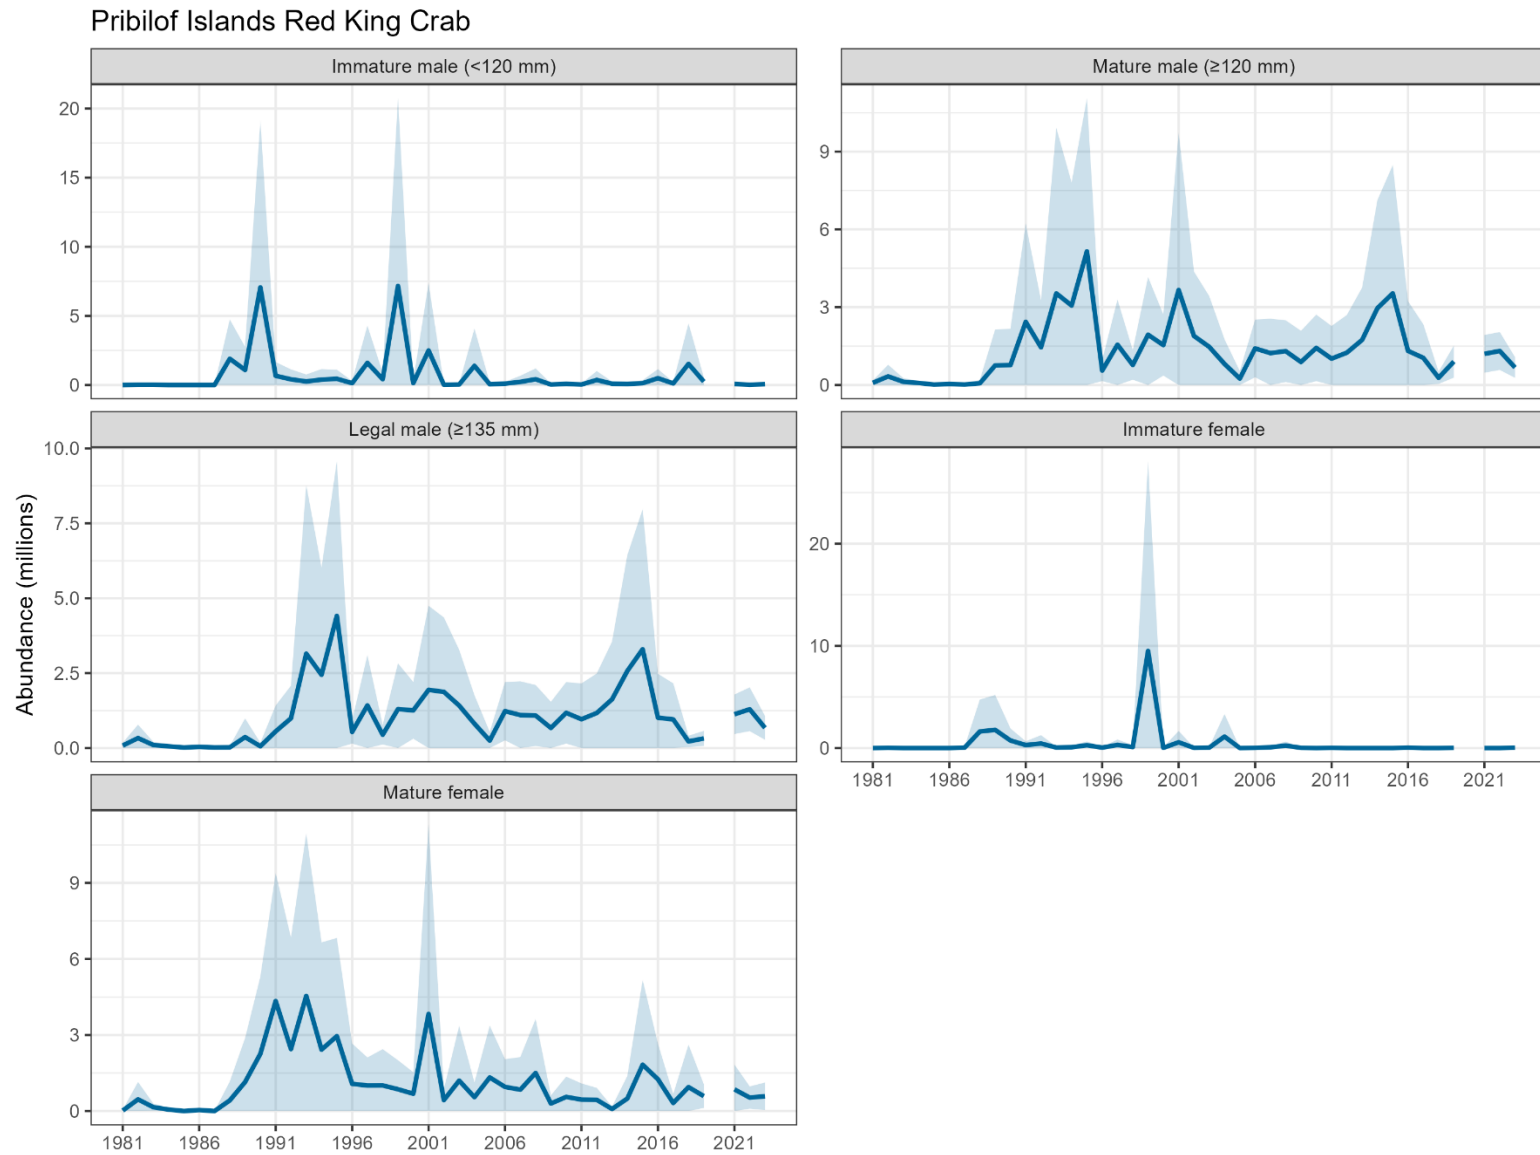 Pribilof Islands Red King Crab
Immature male (<120 mm)
20
15
10
5
0
Mature male (≥120 mm)
9
6
3
0
Abundance (millions)
Legal male (≥135 mm)
10.0
7.5
5.0
2.5
0.0
Immature female
20
10
0
1981 1986 1991 1996 2001 2006 2011 2016 2021
Mature female
9
6
3
0
1981 1986 1991 1996 2001 2006 2011 2016 2021